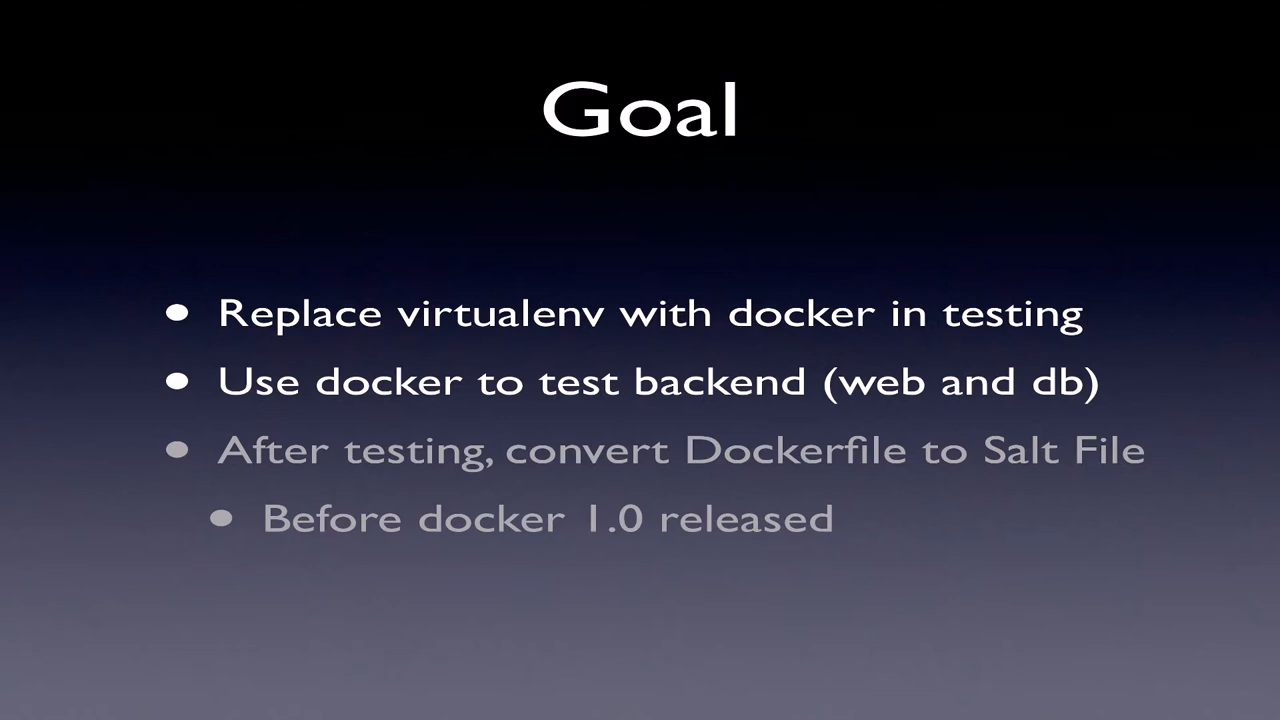 Goal
• Replace virtualenv with docker in testing
• Use docker to test backend (web and db)
• After testing, convert Dockerfile to Salt File
• Before docker 1.0 released